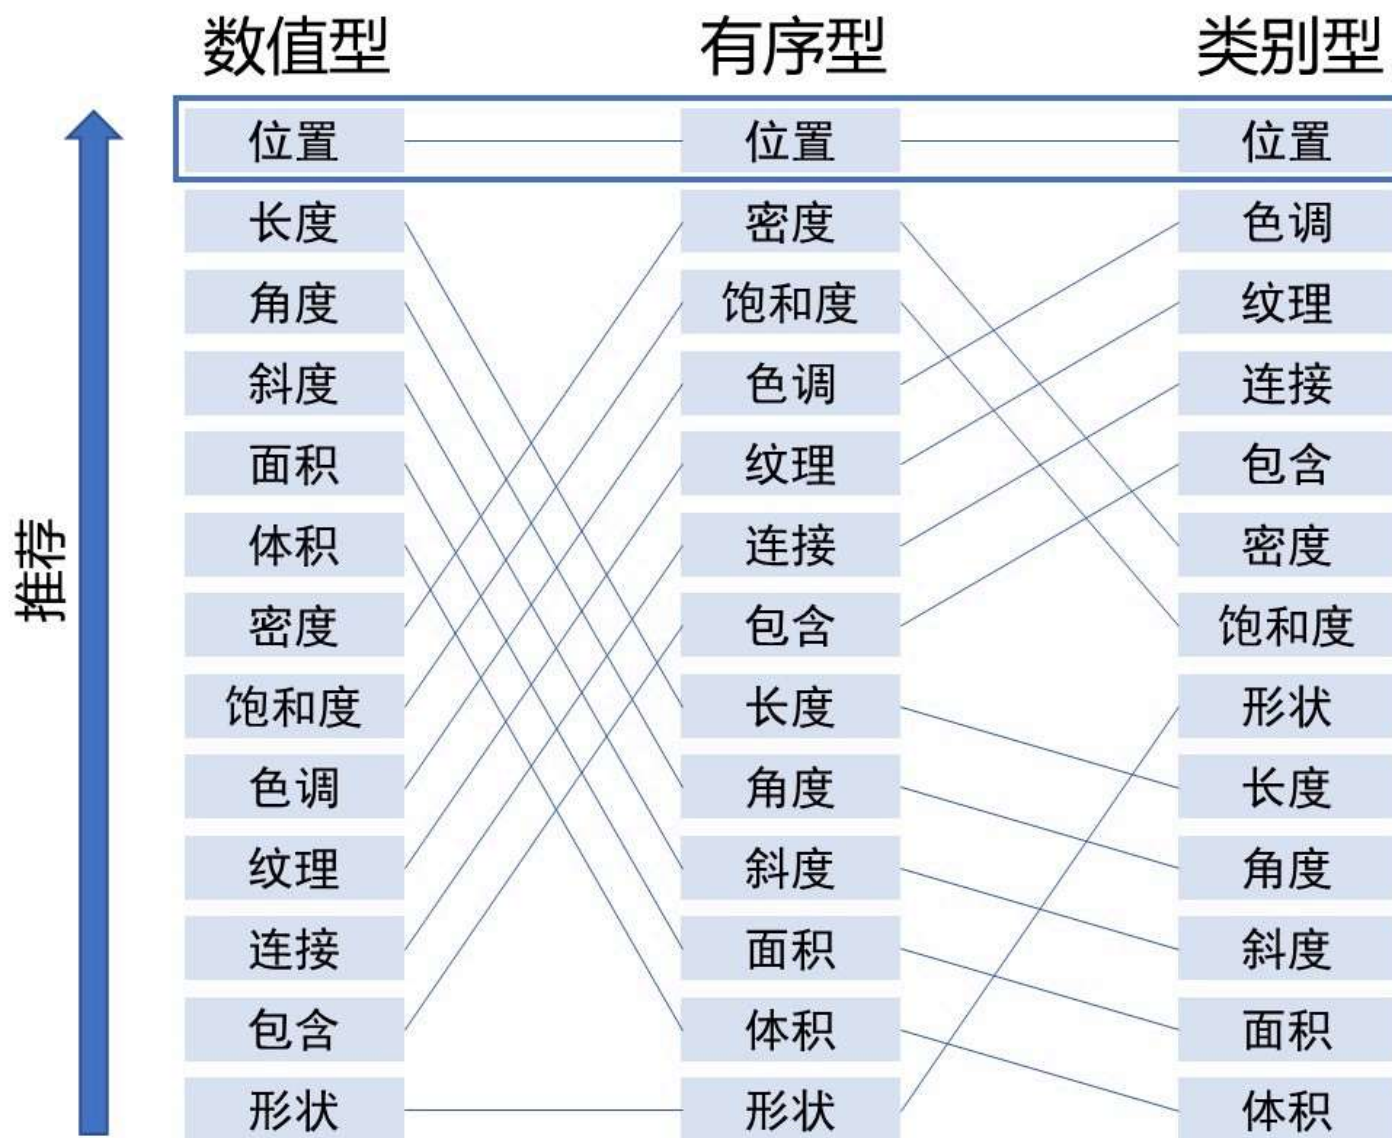 数值型 有序型 类别型
位置 位置 位置
长度 密度 色调
角度 饱和度 纹理
斜度 色调 连接
面积 纹理 包含
体积 连接 密度
密度 包含 饱和度
饱和度 长度 形状
色调 角度 长度
纹理 斜度 角度
连接 面积 斜度
包含 体积 面积
形状 形状 体积
推荐